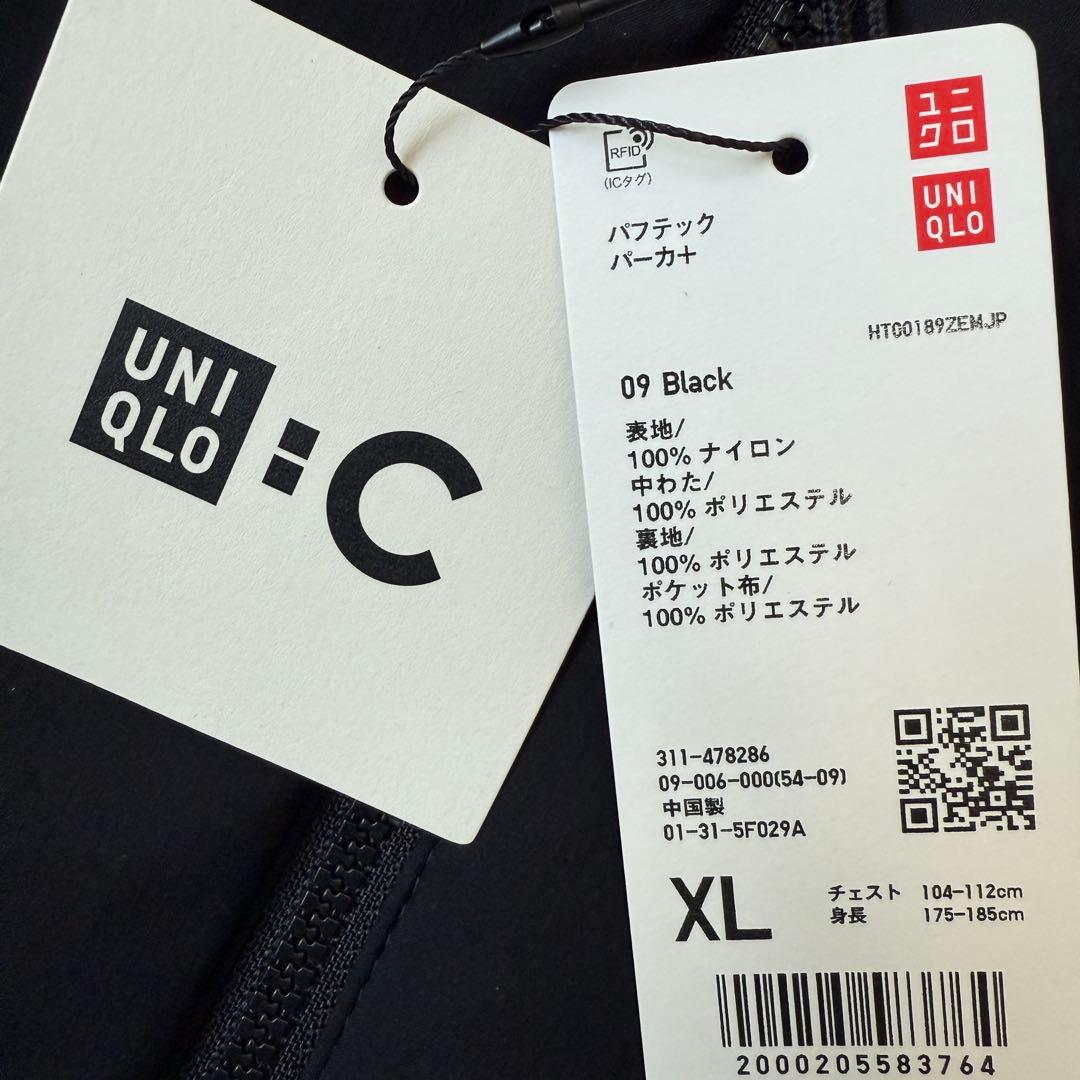 UNI
QLO
:C
RFID
(ICタグ)
ユニ
クロ
UNI
QLO
パフテック
パーカ+
HT00189ZEMJP
09 Black
表地/
100% ナイロン
中わた/
100% ポリエステル
裏地/
100% ポリエステル
ポケット布/
100% ポリエステル
311-478286
09-006-000(54-09)
中国製
01-31-5F029A
XL
チェスト 104-112cm
身長 175-185cm
2000205583764